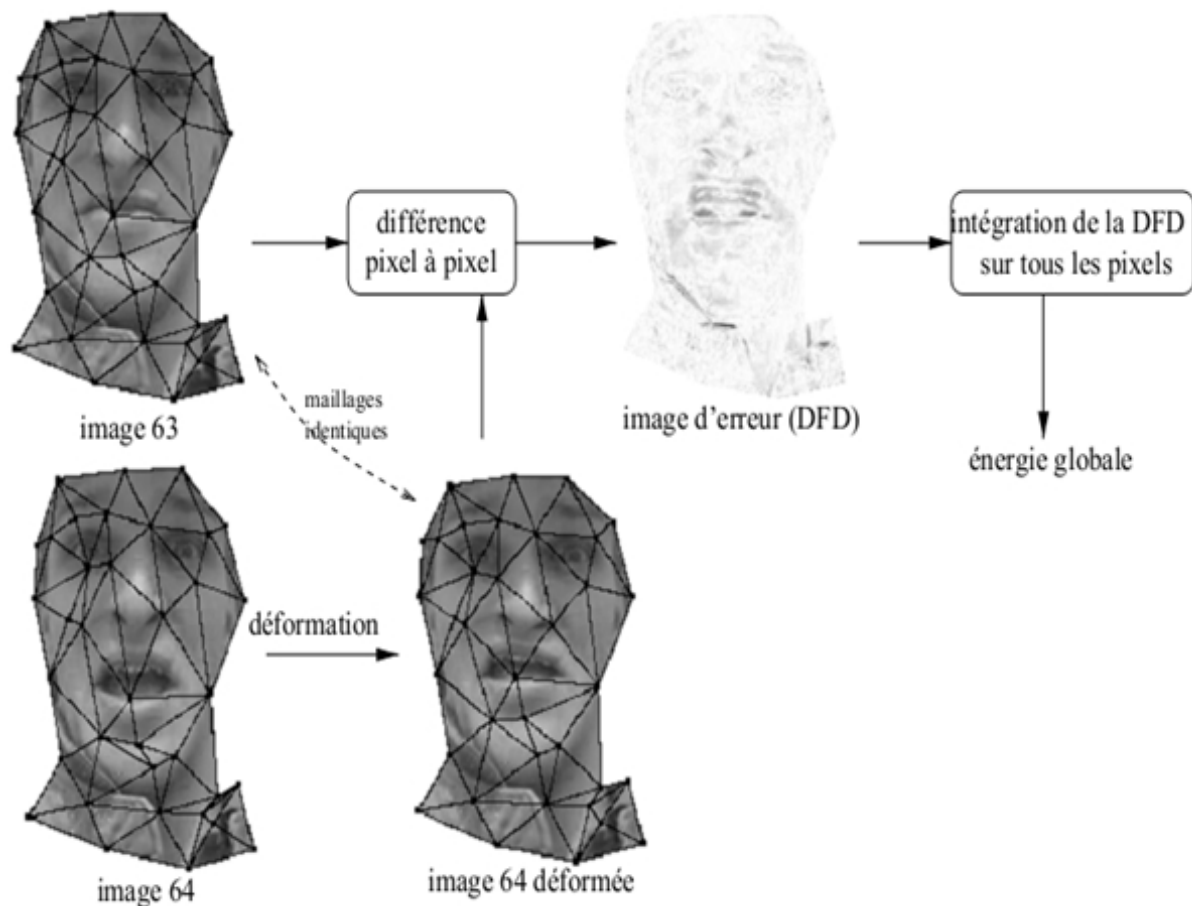 différence
pixel à pixel
intégration de la DFD
sur tous les pixels
image 63
maillages
identiques
image d'erreur (DFD)
énergie globale
déformation
image 64
image 64 déformée